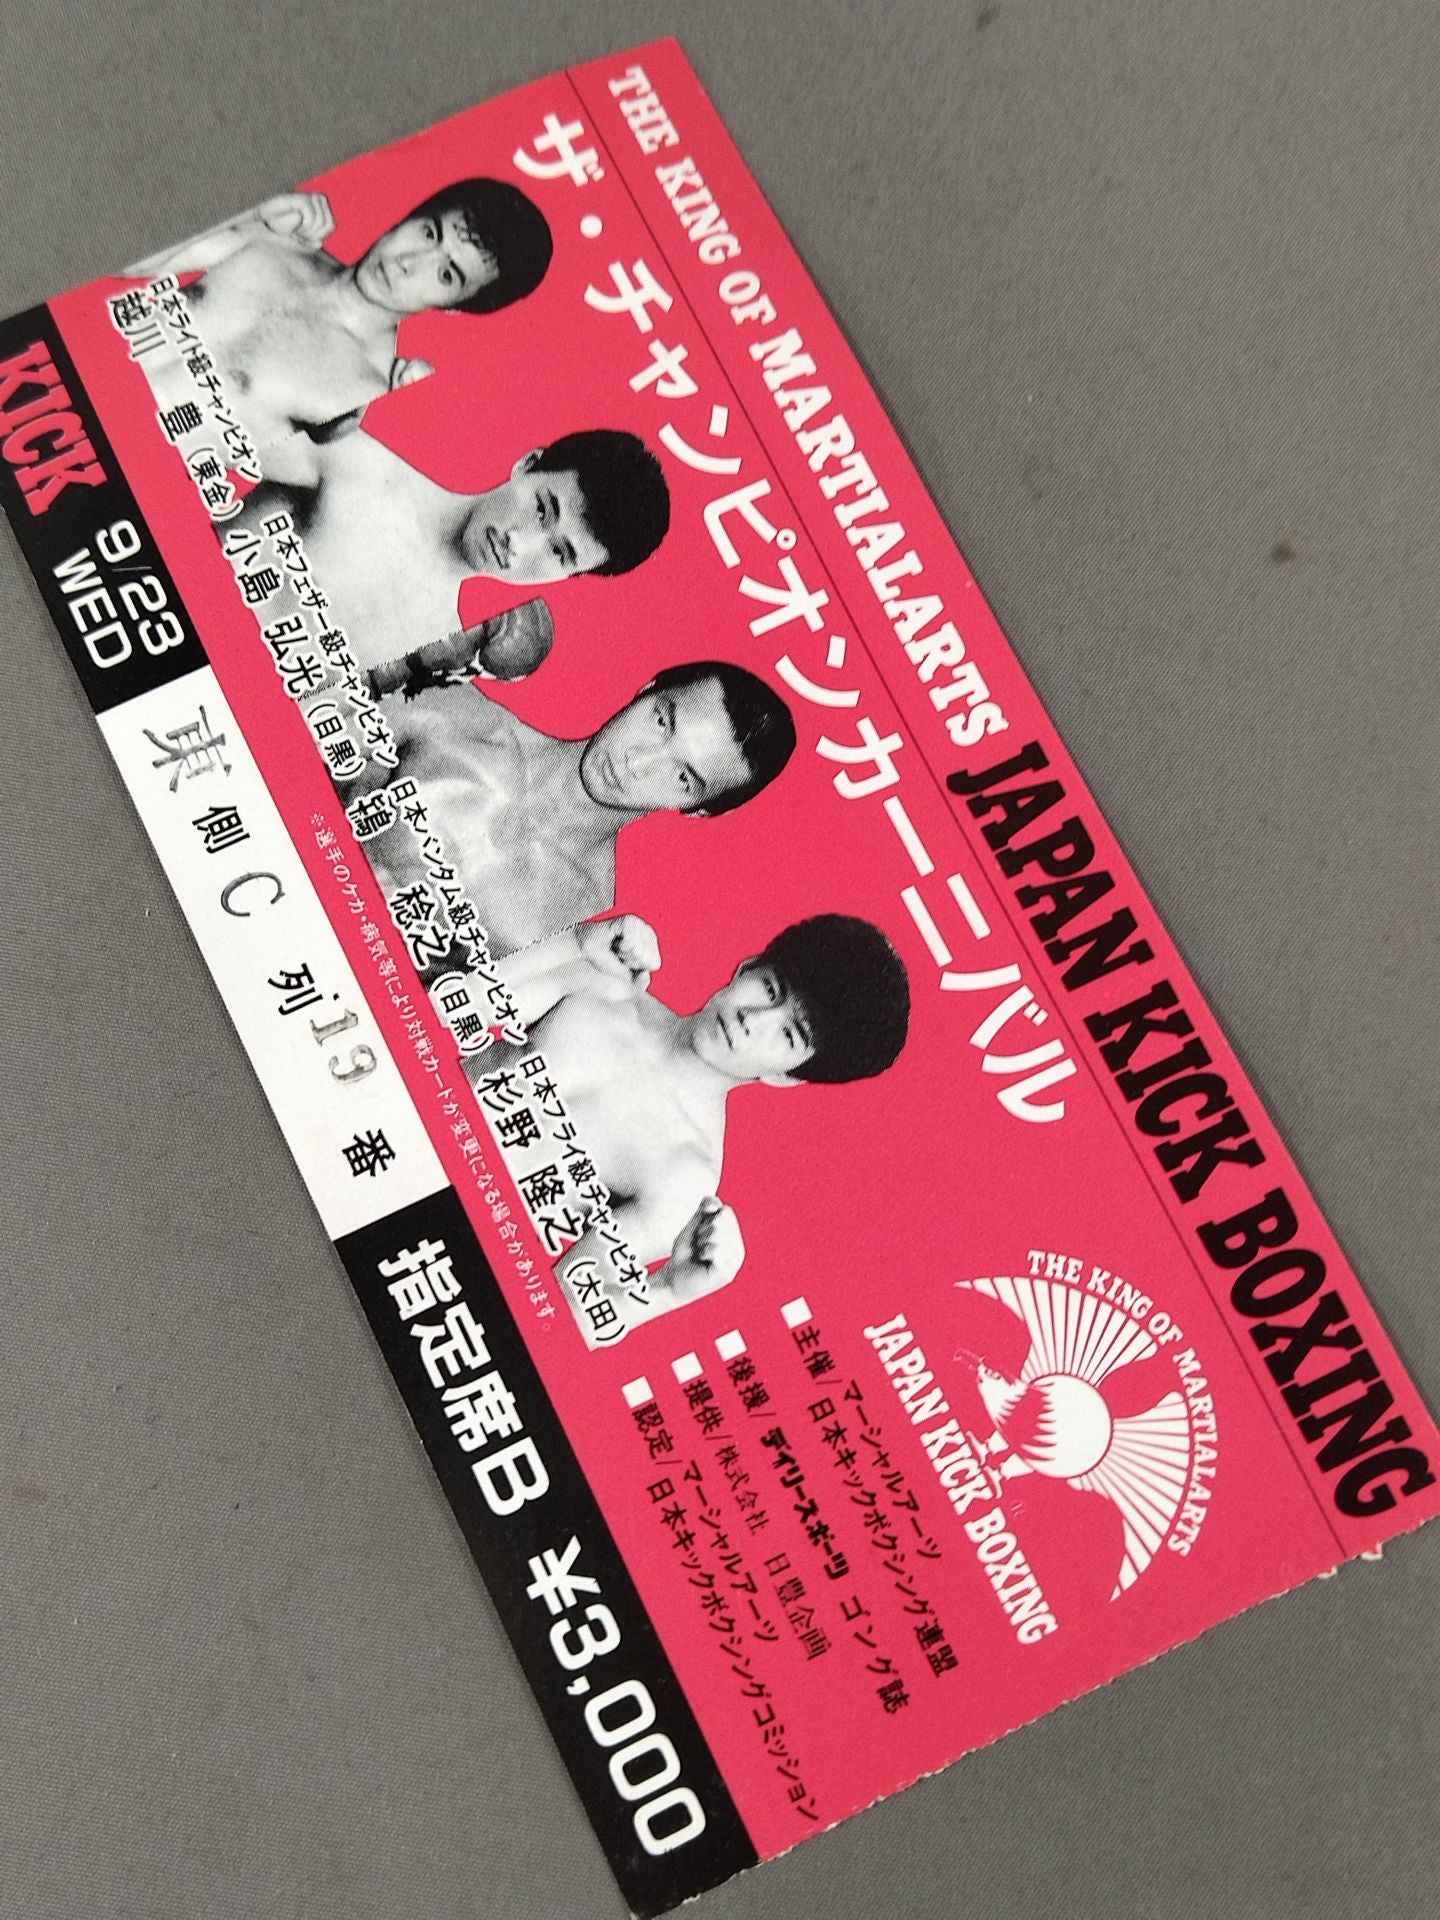 THE KING OF MARTIALARTS JAPAN KICK BOXING
ザ・チャンピオンカーニバル
日本ライト級チャンピオン
越川 豊(東金)
日本フェザー級チャンピオン
小島 弘光(目黒)
日本バンタム級チャンピオン
鴇 稔之(目黒)
日本フライ級チャンピオン
杉野 隆之(太田)
※選手のケガ・病気等により対戦カードが変更になる場合があります。
THE KING OF MARTIALARTS
JAPAN KICK BOXING
■主催/マーシャルアーツ
日本キックボクシング連盟
■後援/デイリースポーツ ゴング誌
■提供/株式会社 日豊企画
■認定/マーシャルアーツ
日本キックボクシングコミッション
KICK
9/23
WED
東側C列19番
指定席B ¥3,000